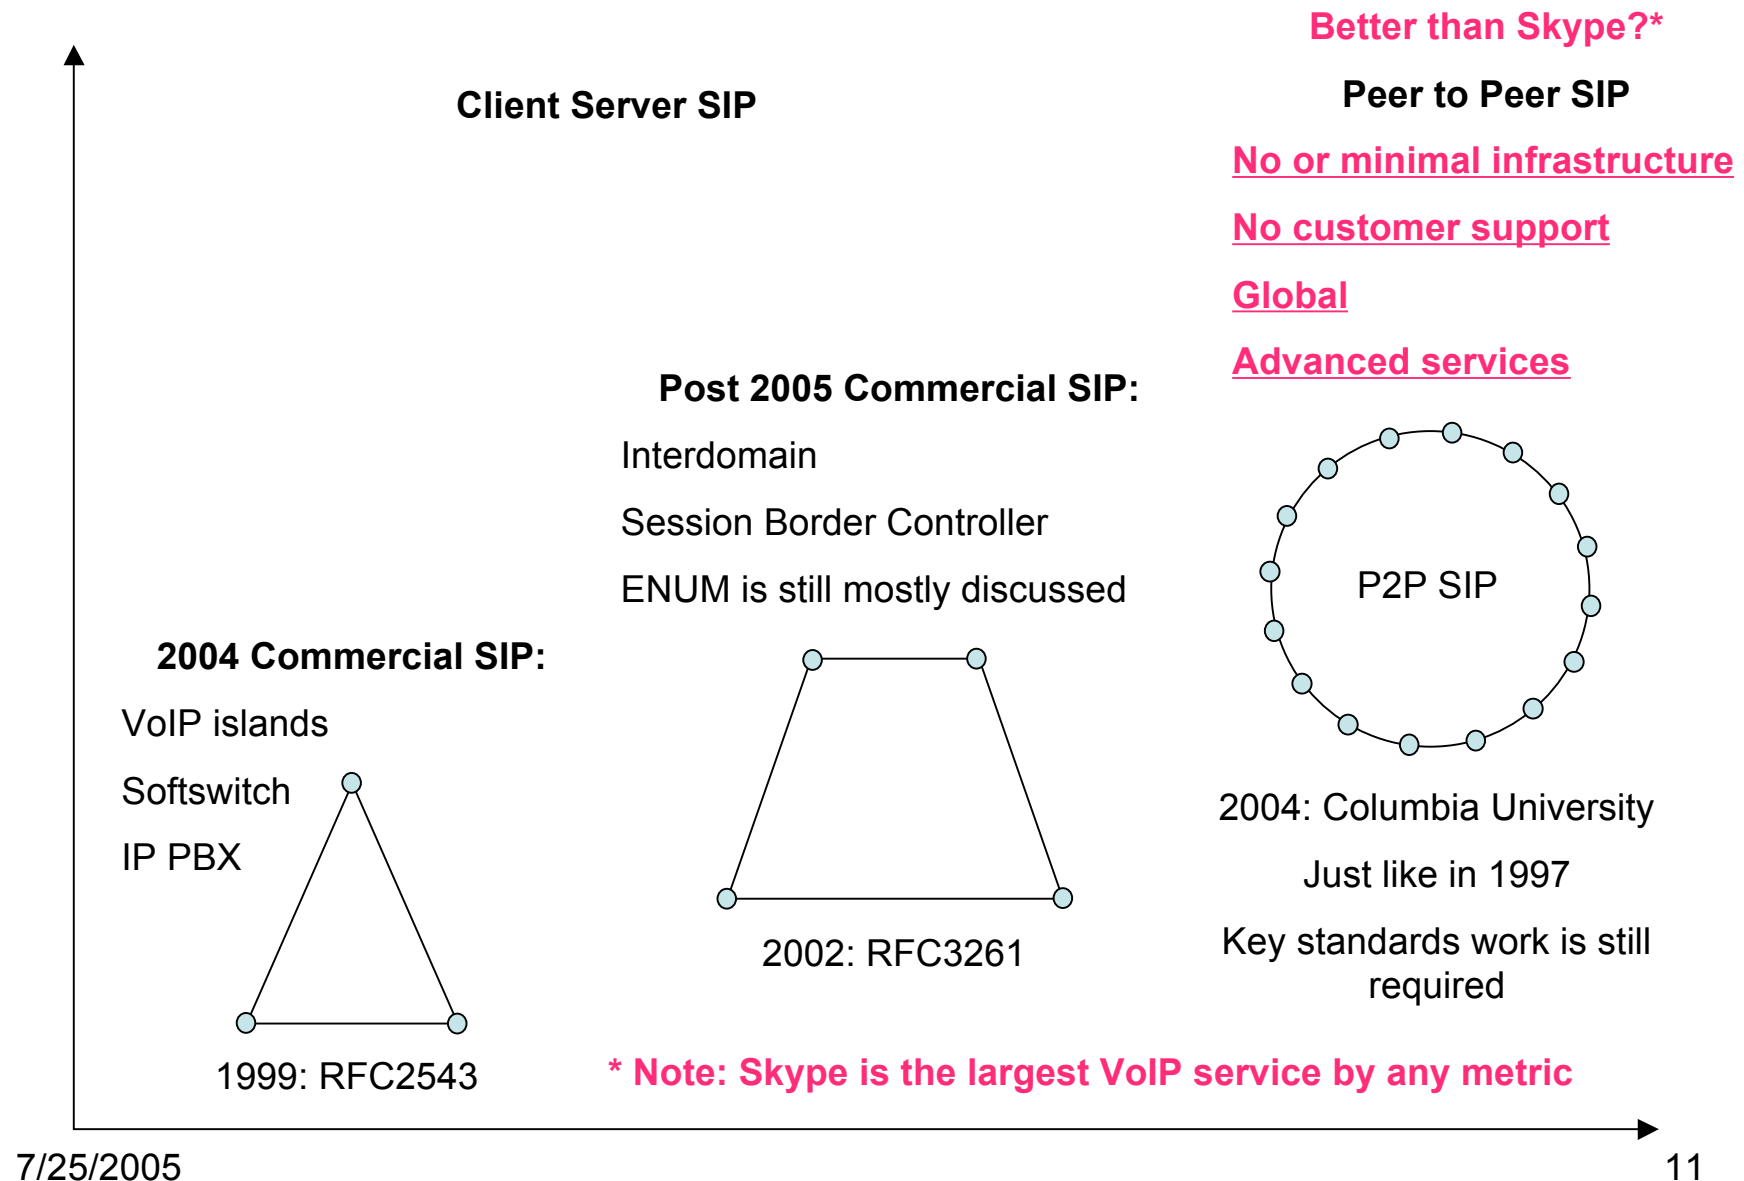 Better than Skype?*
Client Server SIP
Peer to Peer SIP
No or minimal infrastructure
No customer support
Global
Advanced services
Post 2005 Commercial SIP:
Interdomain
Session Border Controller
ENUM is still mostly discussed
P2P SIP
2004 Commercial SIP:
VoIP islands
Softswitch
IP PBX
2004: Columbia University
Just like in 1997
Key standards work is still
required
2002: RFC3261
1999: RFC2543
* Note: Skype is the largest VoIP service by any metric
7/25/2005
11